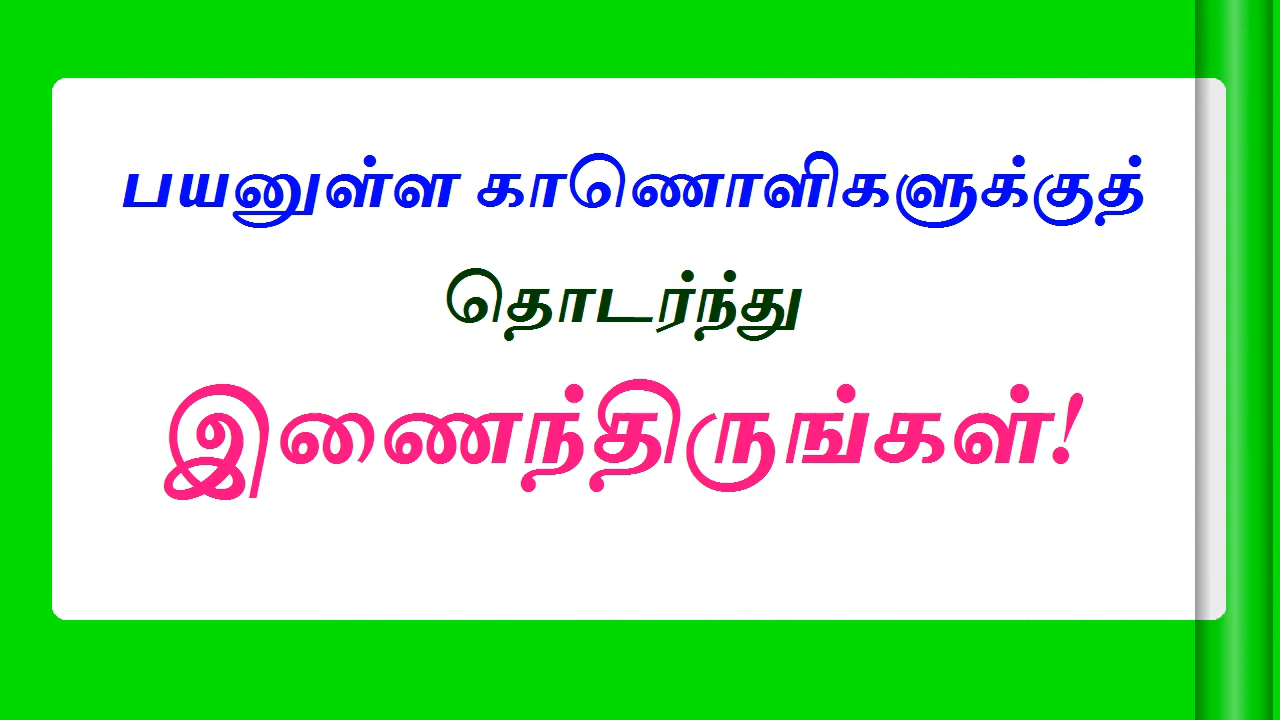 பயனுள்ள காணொளிகளுக்குத்
தொடர்ந்து
இணைந்திருங்கள்!